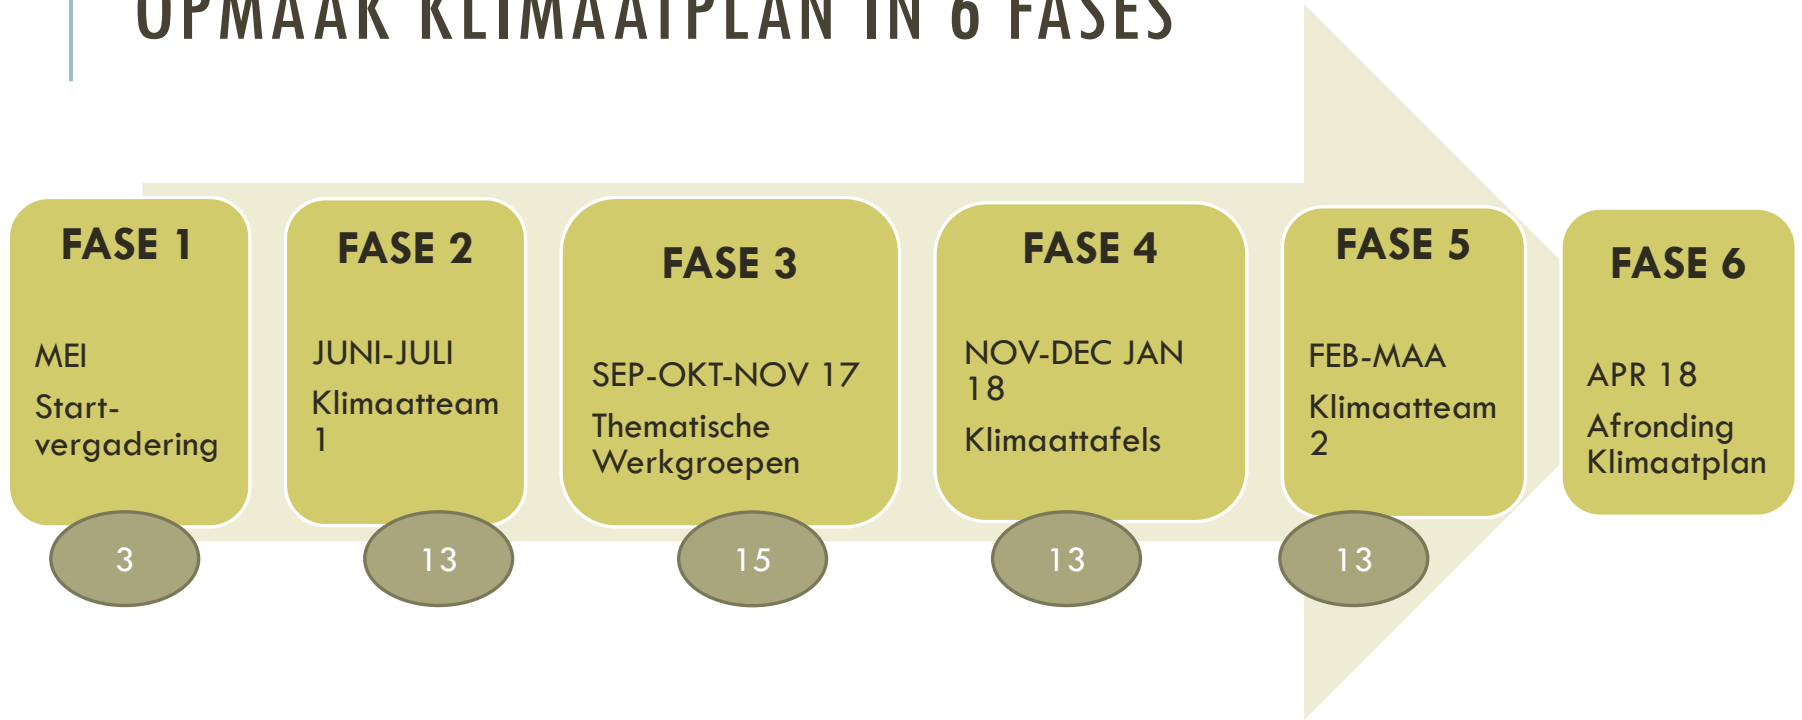 OPMAAK KLIMAATPLAN IN 6 FASES
FASE 1
MEI
Start-
vergadering
3
FASE 2
JUNI-JULI
Klimaatteam
1
13
FASE 3
SEP-OKT-NOV 17
Thematische
Werkgroepen
15
FASE 4
NOV-DEC JAN
18
Klimaattafels
13
FASE 5
FEB-MAA
Klimaatteam
2
13
FASE 6
APR 18
Afronding
Klimaatplan